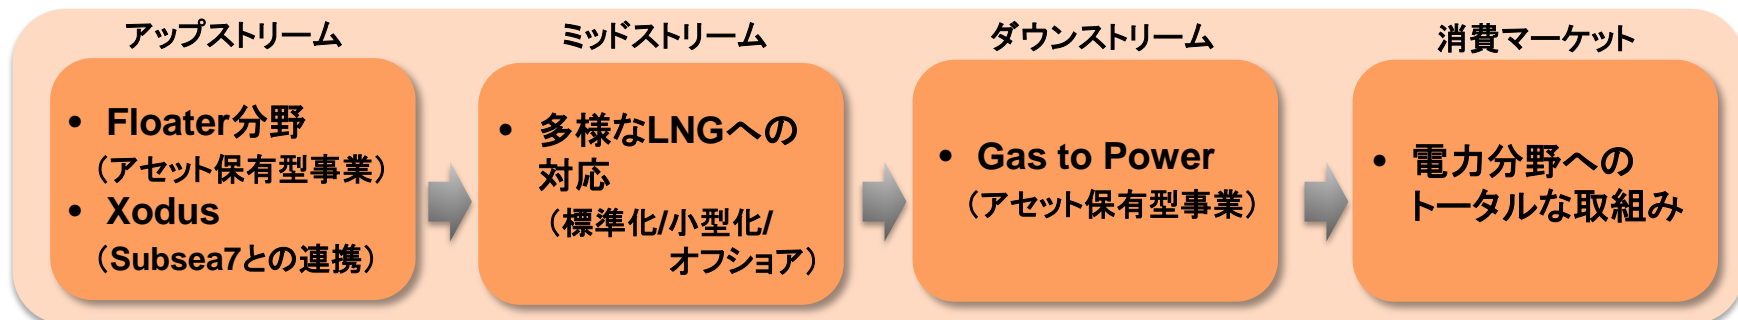 アップストリーム
• Floater分野
（アセット保有型事業）
• Xodus
（Subsea7との連携）
ミッドストリーム
• 多様なLNGへの
対応
（標準化/小型化/
オフショア）
ダウンストリーム
• Gas to Power
（アセット保有型事業）
消費マーケット
• 電力分野への
トータルな取組み